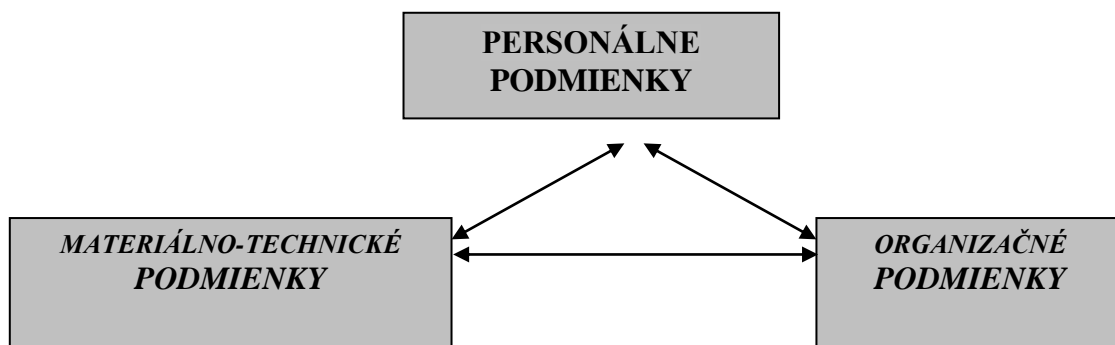 PERSONÁLNE
PODMIENKY
MATERIÁLNO-TECHNICKÉ
PODMIENKY
ORGANIZAČNÉ
PODMIENKY